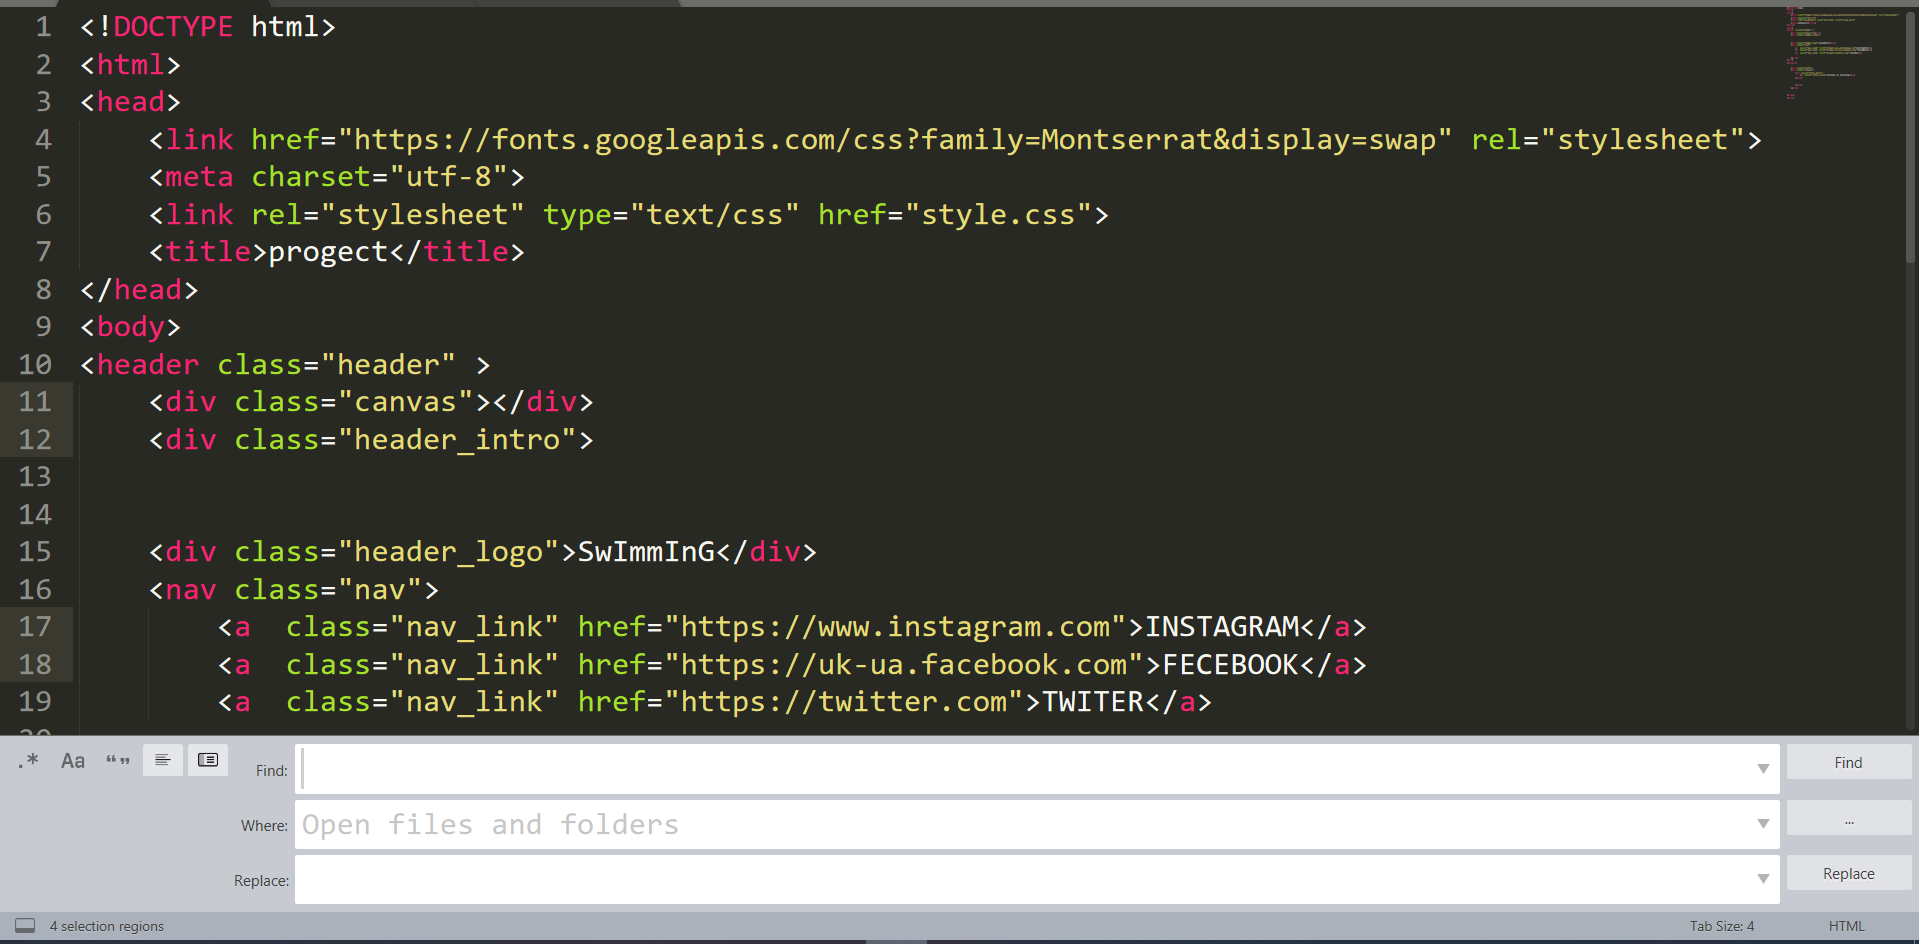 1 <!DOCTYPE html>
2 <html>
3 <head>
4     <link href="https://fonts.googleapis.com/css?family=Montserrat&display=swap" rel="stylesheet">
5     <meta charset="utf-8">
6     <link rel="stylesheet" type="text/css" href="style.css">
7     <title>progect</title>
8 </head>
9 <body>
10 <header class="header" >
11     <div class="canvas"></div>
12     <div class="header_intro">
13
14
15     <div class="header_logo">SwImmInG</div>
16     <nav class="nav">
17         <a  class="nav_link" href="https://www.instagram.com">INSTAGRAM</a>
18         <a  class="nav_link" href="https://uk-ua.facebook.com">FECEBOOK</a>
19         <a  class="nav_link" href="https://twitter.com">TWITER</a>
.* Aa “” Find: Find
Where: Open files and folders ...
Replace: Replace
4 selection regions Tab Size: 4 HTML